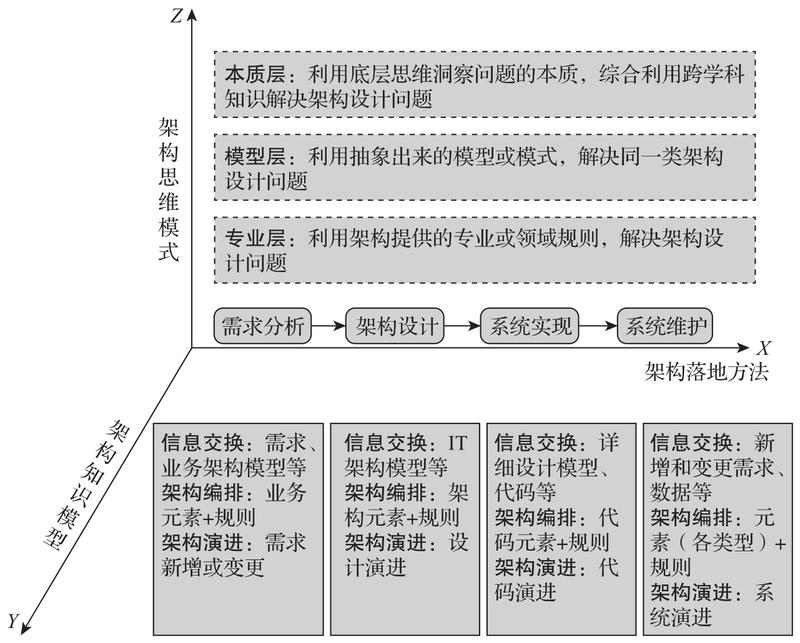 Z
架构思维模式
本质层：利用底层思维洞察问题的本质，综合利用跨学科
知识解决架构设计问题
模型层：利用抽象出来的模型或模式，解决同一类架构
设计问题
专业层：利用架构提供的专业或领域规则，解决架构设
计问题
需求分析
架构设计
系统实现
系统维护
X
架构落地方法
架构知识模型
Y
信息交换：需求、
业务架构模型等
架构编排：业务
元素+规则
架构演进：需求
新增或变更
信息交换：IT
架构模型等
架构编排：架
构元素+规则
架构演进：设
计演进
信息交换：详
细设计模型、
代码等
架构编排：代
码元素+规则
架构演进：代
码演进
信息交换：新
增和变更需求、
数据等
架构编排：元
素（各类型）+
规则
架构演进：系
统演进